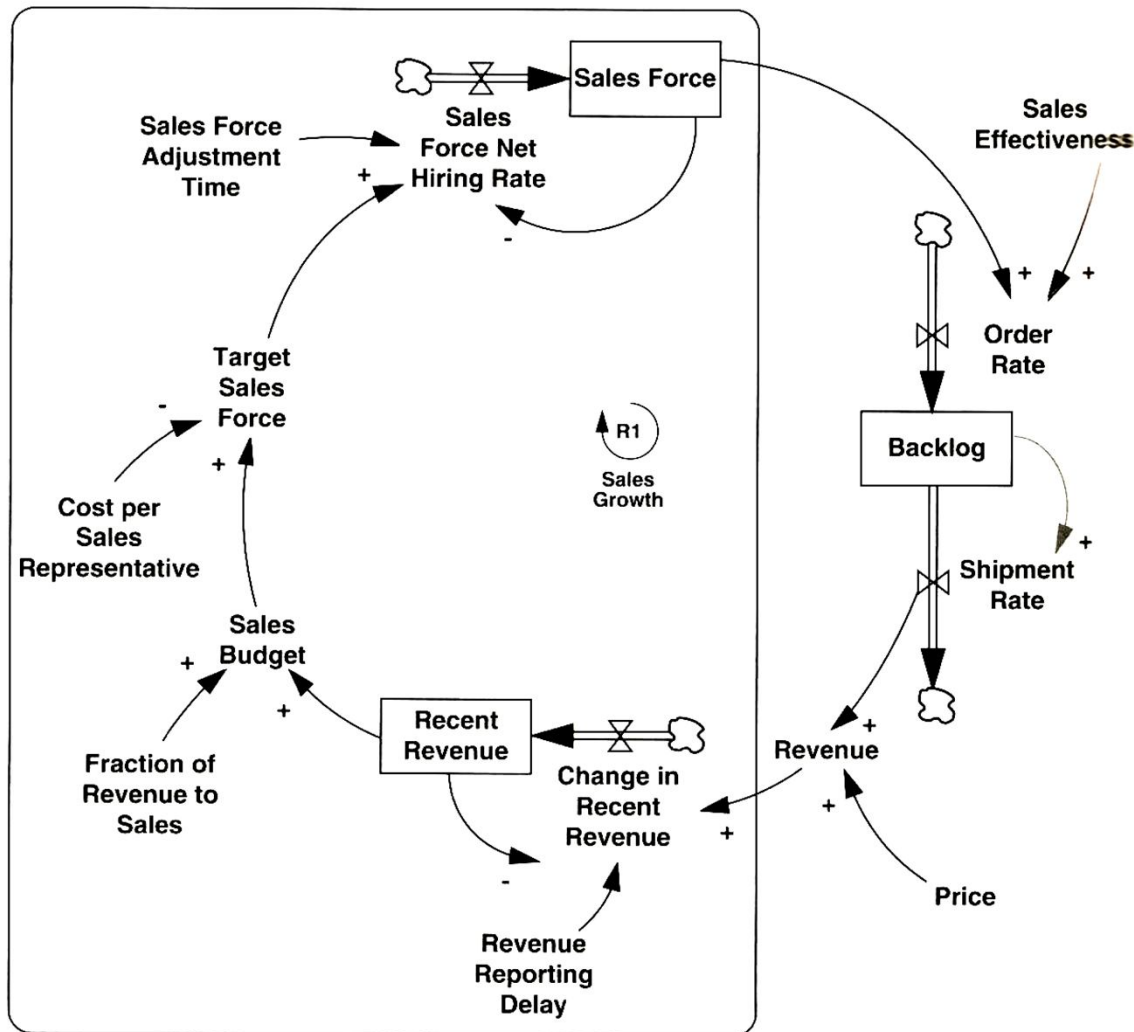 Sales Force
Sales
Effectiveness
Sales Force
Adjustment
Time
Sales
Force Net
Hiring Rate
+
-
+
+
Order
Rate
Target
Sales
Force
-
+
R1
Sales
Growth
Backlog
Cost per
Sales
Representative
+
Shipment
Rate
Sales
Budget
+
+
Recent
Revenue
Revenue
+
+
Fraction of
Revenue to
Sales
Change in
Recent
Revenue
+
-
Price
Revenue
Reporting
Delay